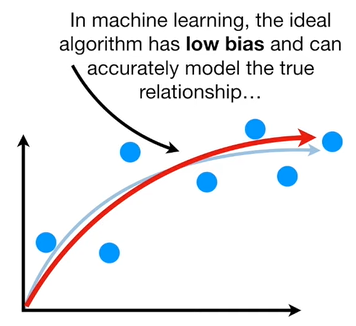 In machine learning, the ideal
algorithm has low bias and can
accurately model the true
relationship…